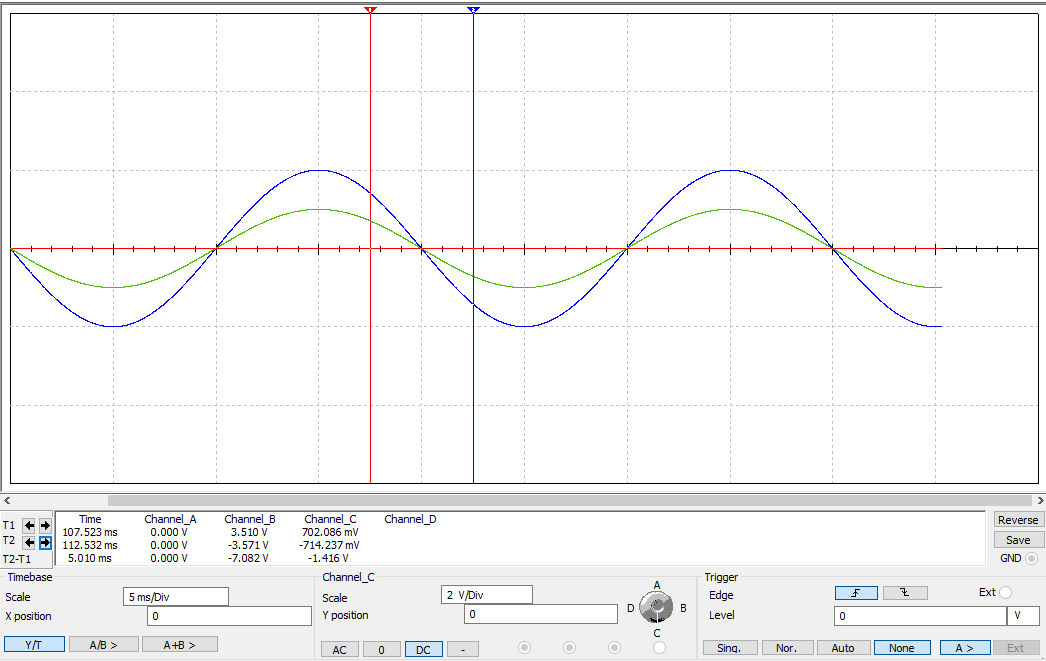 1 2
Time Channel_A Channel_B Channel_C Channel_D
T1 107.523 ms 0.000 V 3.510 V 702.086 mV
T2 112.532 ms 0.000 V -3.571 V -714.237 mV
T2-T1 5.010 ms 0.000 V -7.082 V -1.416 V
Reverse
Save
GND
Timebase
Scale 5 ms/Div
X position 0
Y/T A/B > A+B >
Channel_C
Scale 2 V/Div
Y position 0
AC 0 DC -
A
D B
C
Trigger
Edge Ext
Level 0 V
Sing. Nor. Auto None A > Ext